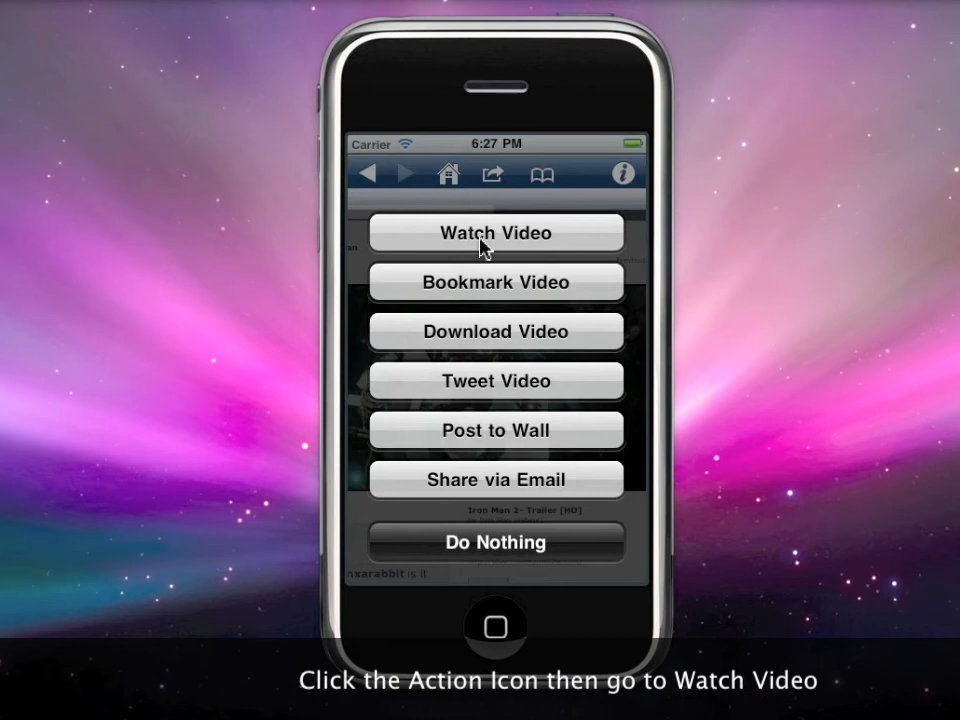 Carrier 6:27 PM
Watch Video
an
Bookmark Video
Download Video
Tweet Video
Post to Wall
Share via Email
Iron Man 2- Trailer [HD]
Do Nothing
nxarabbit is it
Click the Action Icon then go to Watch Video